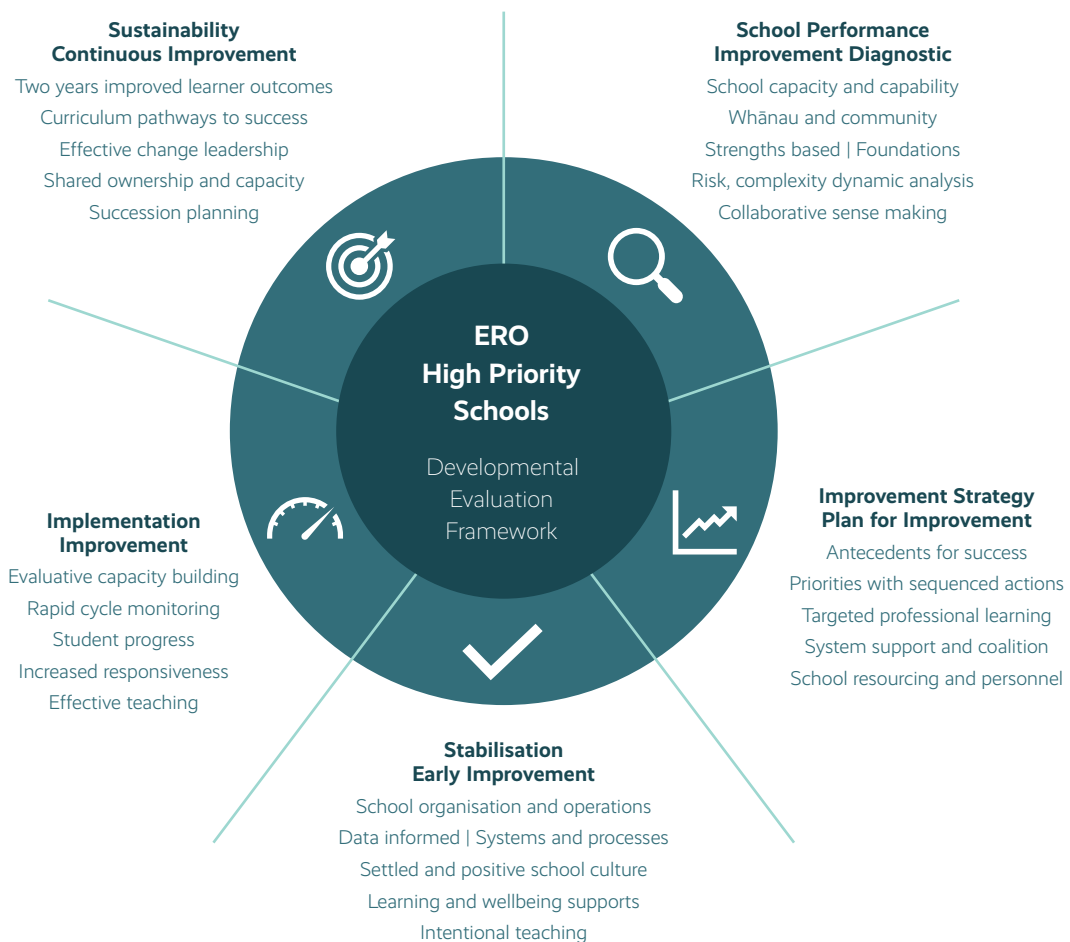 Sustainability
Continuous Improvement
Two years improved learner outcomes
Curriculum pathways to success
Effective change leadership
Shared ownership and capacity
Succession planning
School Performance
Improvement Diagnostic
School capacity and capability
Whānau and community
Strengths based | Foundations
Risk, complexity dynamic analysis
Collaborative sense making
ERO
High Priority
Schools
Developmental
Evaluation
Framework
Improvement Strategy
Plan for Improvement
Antecedents for success
Priorities with sequenced actions
Targeted professional learning
System support and coalition
School resourcing and personnel
Implementation
Improvement
Evaluative capacity building
Rapid cycle monitoring
Student progress
Increased responsiveness
Effective teaching
Stabilisation
Early Improvement
School organisation and operations
Data informed | Systems and processes
Settled and positive school culture
Learning and wellbeing supports
Intentional teaching